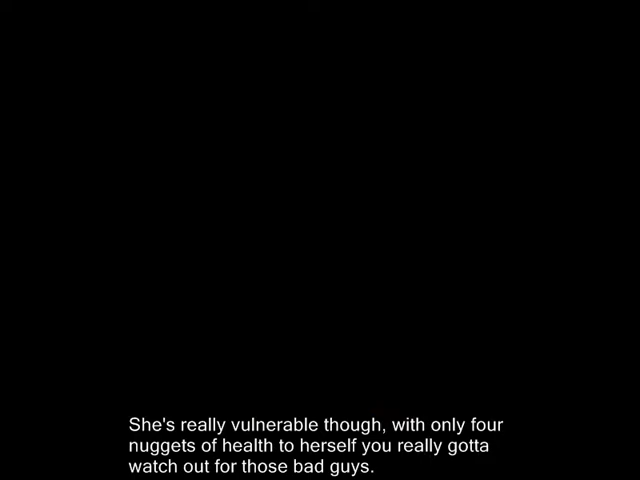 She's really vulnerable though, with only four
nuggets of health to herself you really gotta
watch out for those bad guys.